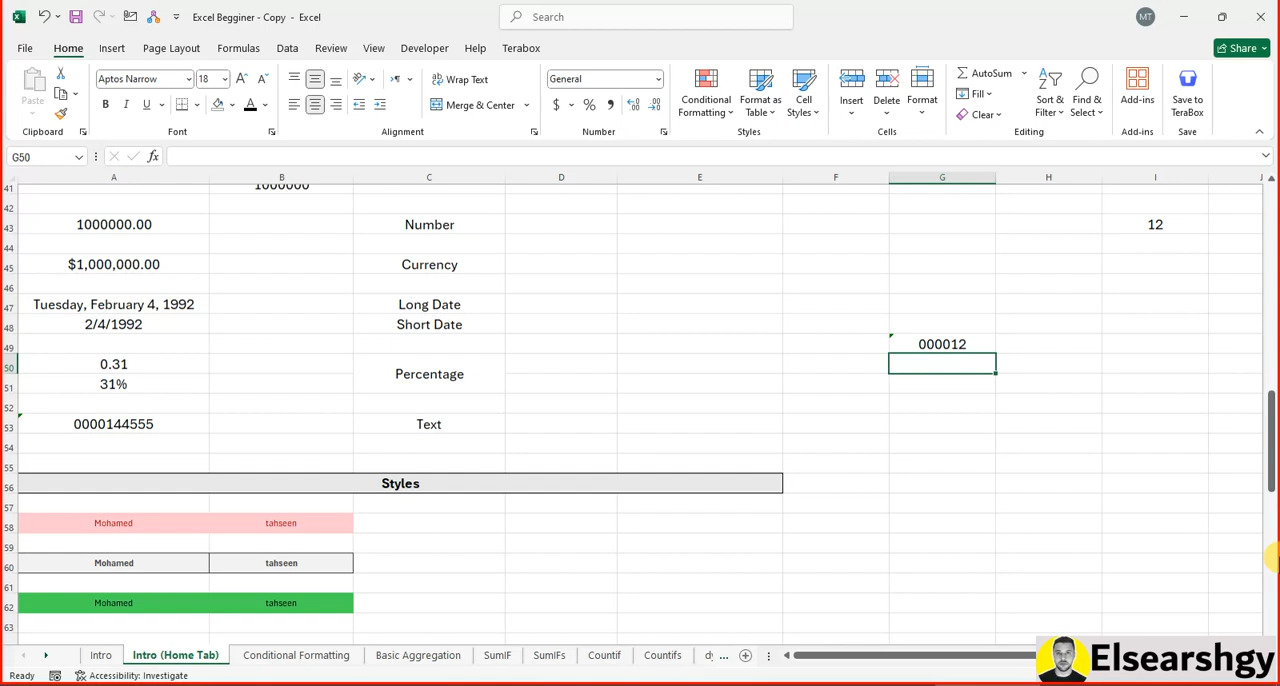 Excel Begginer - Copy - Excel
Search
MT
File Home Insert Page Layout Formulas Data Review View Developer Help Terabox
Share
Paste
Clipboard
Aptos Narrow 18
B I U
Font
Wrap Text
Merge & Center
Alignment
General
$ % ,
Number
Conditional Formatting
Format as Table
Cell Styles
Styles
Insert Delete Format
Cells
AutoSum
Fill
Clear
Sort & Filter
Find & Select
Editing
Add-ins
Add-ins
Save to TeraBox
Save
G50 fx
A B C D E F G H I J
41 1000000
42
43 1000000.00 Number 12
44
45 $1,000,000.00 Currency
46
47 Tuesday, February 4, 1992 Long Date
48 2/4/1992 Short Date
49 000012
50 0.31
Percentage
51 31%
52
53 0000144555 Text
54
55
56 Styles
57
58 Mohamed tahseen
59
60 Mohamed tahseen
61
62 Mohamed tahseen
63
Intro Intro (Home Tab) Conditional Formatting Basic Aggregation SumIF SumIFs Countif Countifs ...
Ready Accessibility: Investigate
Elsearshgy